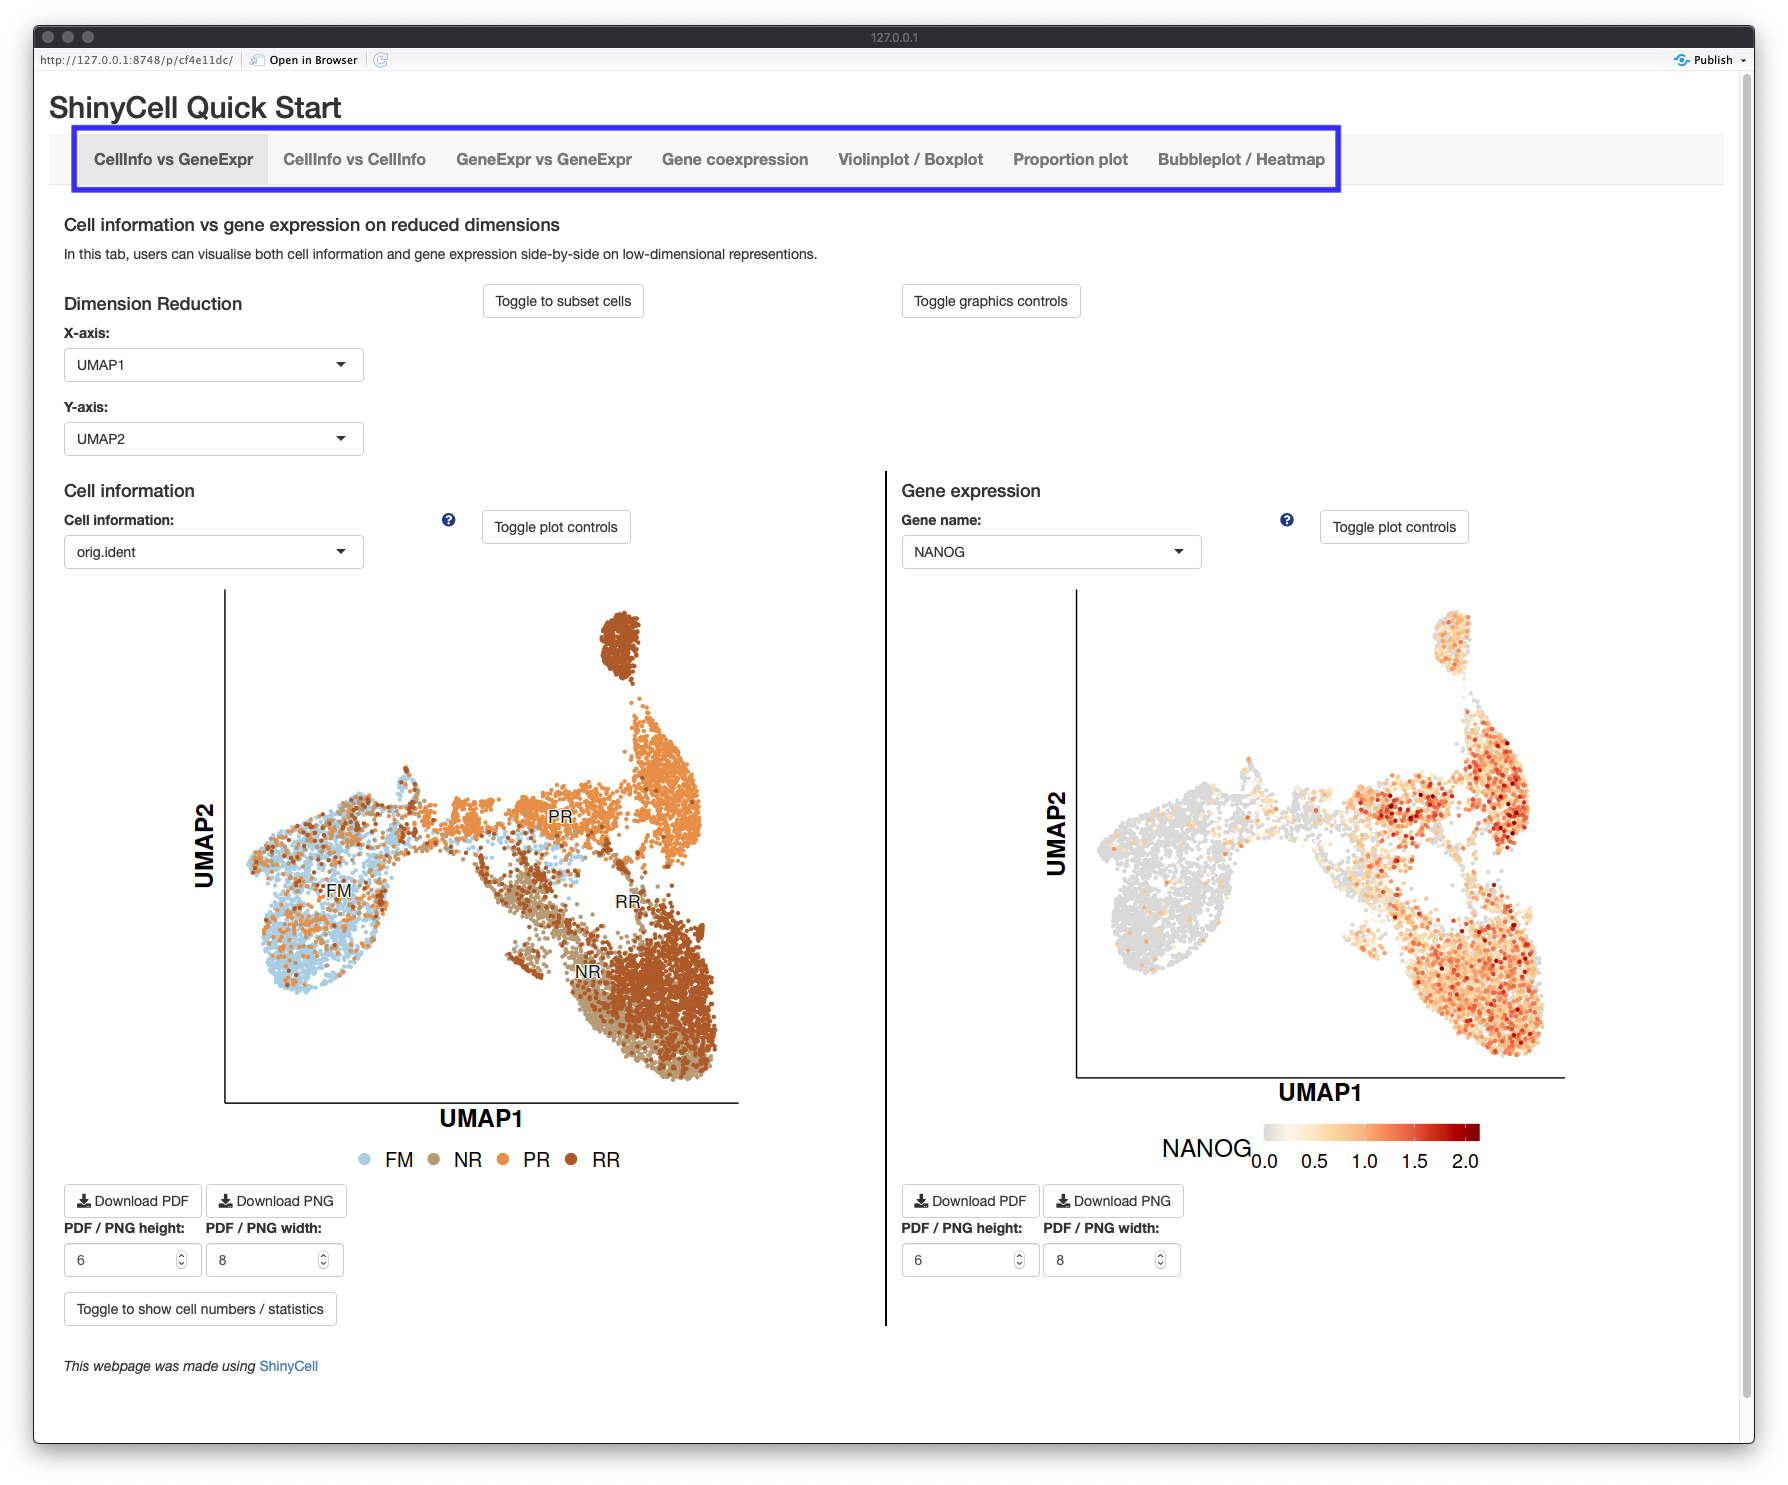 127.0.0.1
http://127.0.0.1:8748/p/cf4e11dc/ Open in Browser Publish
ShinyCell Quick Start
CellInfo vs GeneExpr CellInfo vs CellInfo GeneExpr vs GeneExpr Gene coexpression Violinplot / Boxplot Proportion plot Bubbleplot / Heatmap
Cell information vs gene expression on reduced dimensions
In this tab, users can visualise both cell information and gene expression side-by-side on low-dimensional representions.
Dimension Reduction Toggle to subset cells Toggle graphics controls
X-axis:
UMAP1
Y-axis:
UMAP2
Cell information
Cell information: ? Toggle plot controls
orig.ident
UMAP2
PR
FM
RR
NR
UMAP1
FM NR PR RR
Download PDF Download PNG
PDF / PNG height: PDF / PNG width:
6 8
Toggle to show cell numbers / statistics
Gene expression
Gene name: ? Toggle plot controls
NANOG
UMAP2
UMAP1
NANOG
0.0 0.5 1.0 1.5 2.0
Download PDF Download PNG
PDF / PNG height: PDF / PNG width:
6 8
This webpage was made using ShinyCell